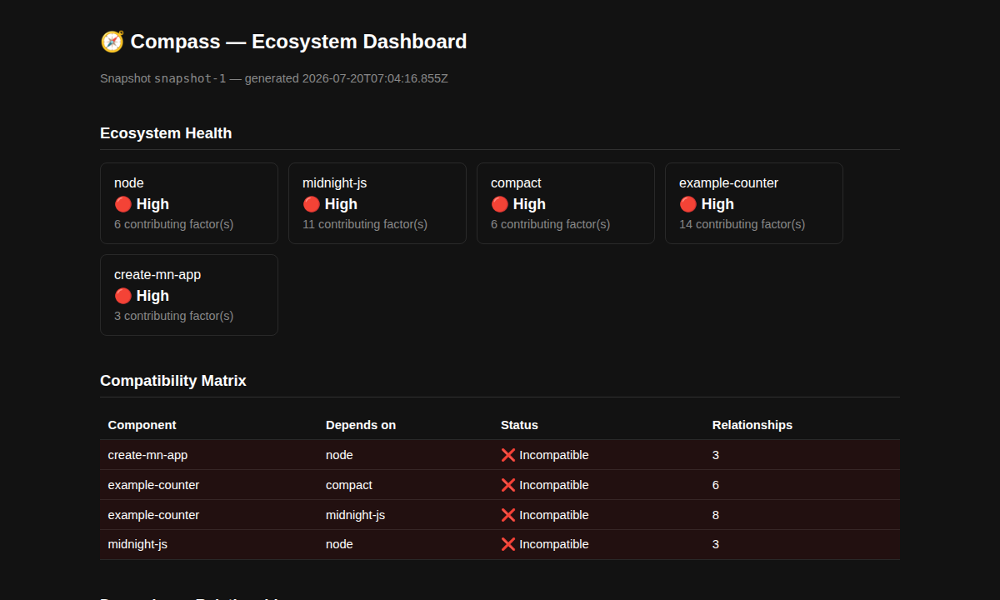 🧭 Compass — Ecosystem Dashboard
Snapshot snapshot-1 — generated 2026-07-20T07:04:16.855Z
Ecosystem Health
node
🔴 High
6 contributing factor(s)
midnight-js
🔴 High
11 contributing factor(s)
compact
🔴 High
6 contributing factor(s)
example-counter
🔴 High
14 contributing factor(s)
create-mn-app
🔴 High
3 contributing factor(s)
Compatibility Matrix
Component Depends on Status Relationships
create-mn-app node ❌ Incompatible 3
example-counter compact ❌ Incompatible 6
example-counter midnight-js ❌ Incompatible 8
midnight-js node ❌ Incompatible 3